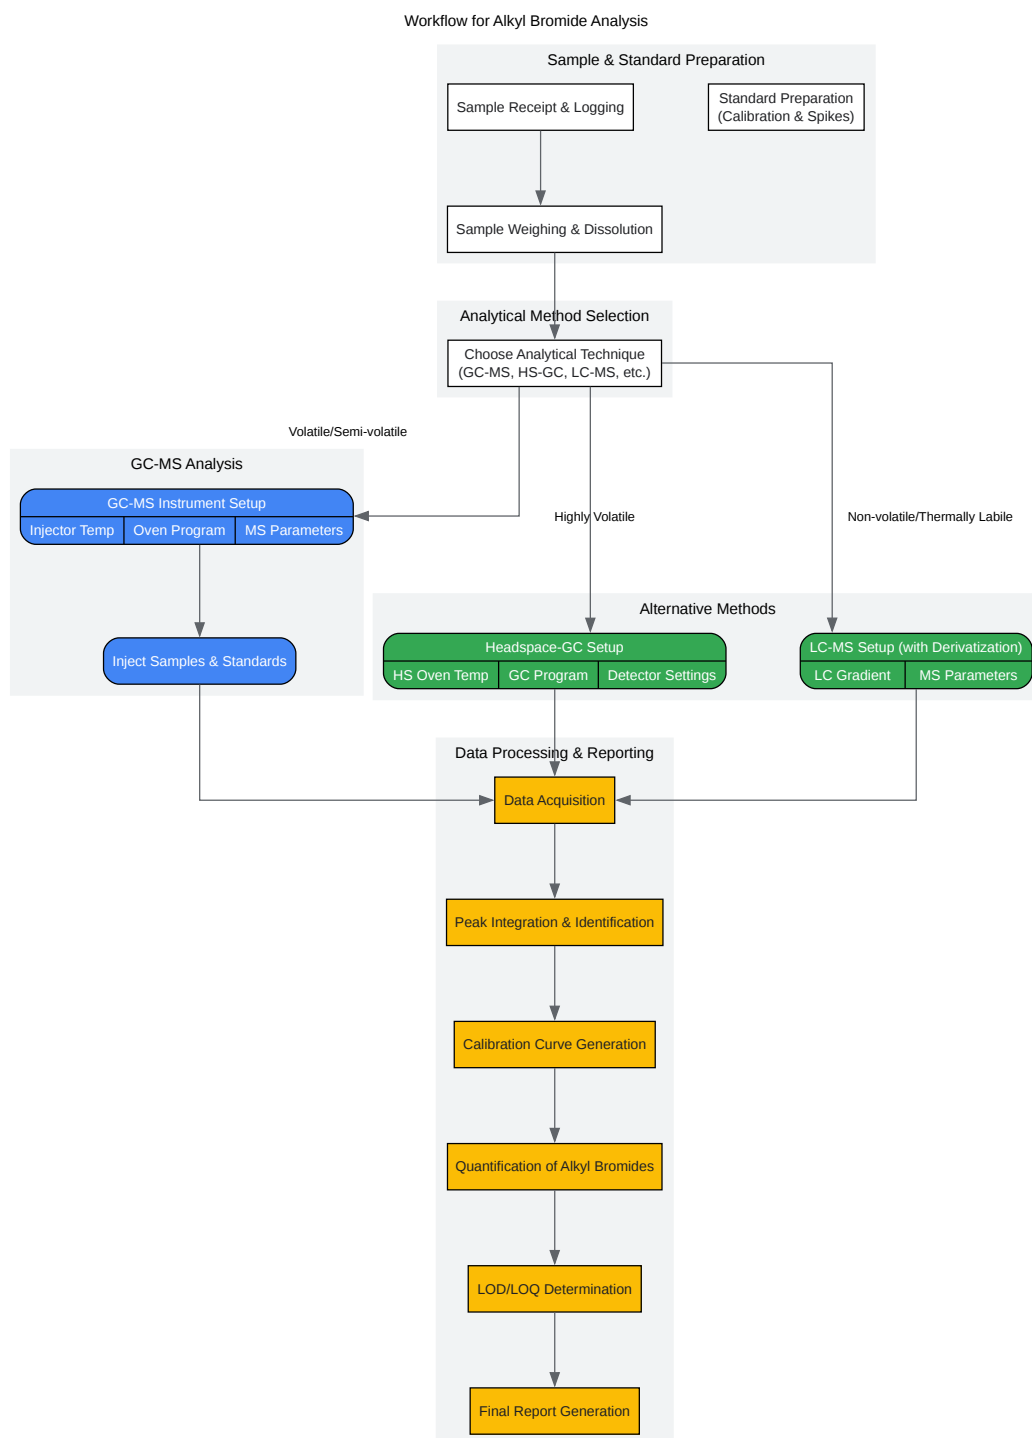 Workflow for Alkyl Bromide Analysis
Sample & Standard Preparation
Sample Receipt & Logging
Standard Preparation
(Calibration & Spikes)
Sample Weighing & Dissolution
Analytical Method Selection
Choose Analytical Technique
(GC-MS, HS-GC, LC-MS, etc.)
Volatile/Semi-volatile
GC-MS Analysis
GC-MS Instrument Setup
Injector Temp
Oven Program
MS Parameters
Highly Volatile
Non-volatile/Thermally Labile
Inject Samples & Standards
Alternative Methods
Headspace-GC Setup
HS Oven Temp
GC Program
Detector Settings
LC-MS Setup (with Derivatization)
LC Gradient
MS Parameters
Data Processing & Reporting
Data Acquisition
Peak Integration & Identification
Calibration Curve Generation
Quantification of Alkyl Bromides
LOD/LOQ Determination
Final Report Generation